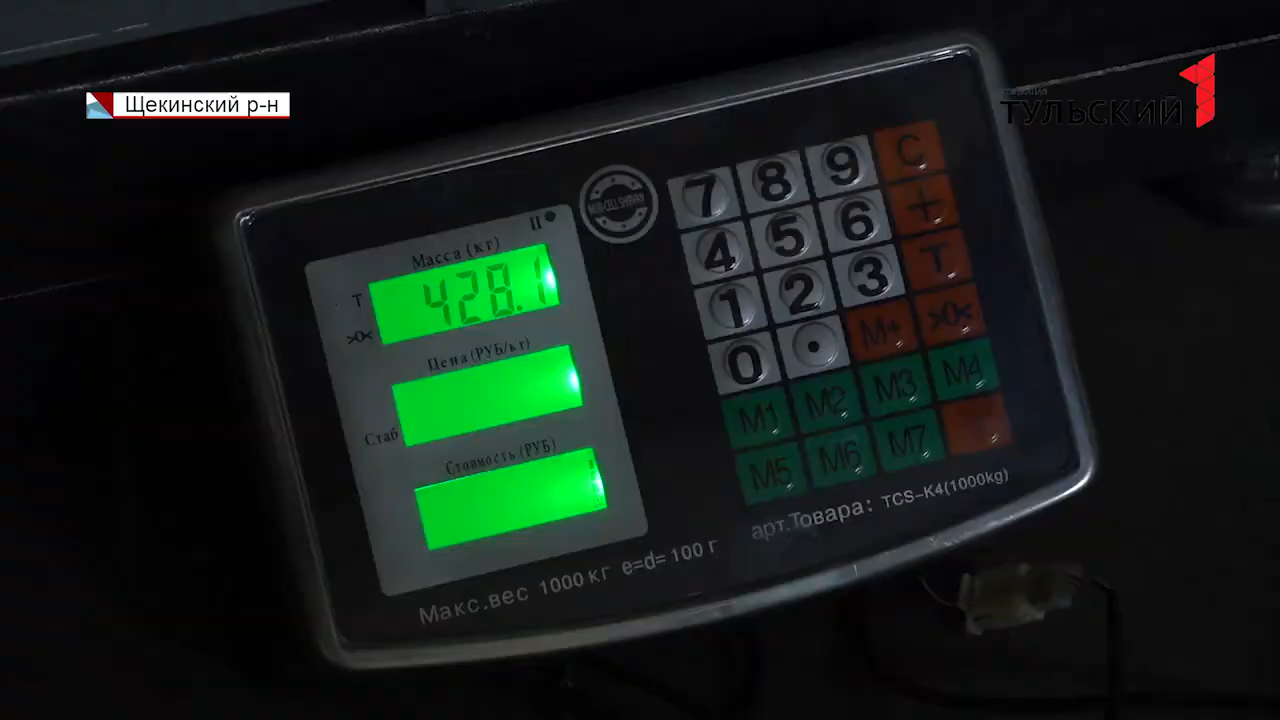 Щекинский р-н
ТУЛЬСКИЙ
1
II
Масса (кг)
T
>0<
428.1
Цена (РУБ/кг)
Стаб
Стоимость (РУБ)
7 8 9 C
4 5 6 +
1 2 3 T
0 • M+ >0<
M1 M2 M3 M4
M5 M6 M7
арт.Товара: TCS-K4(1000kg)
Макс.вес 1000 кг e=d= 100 г